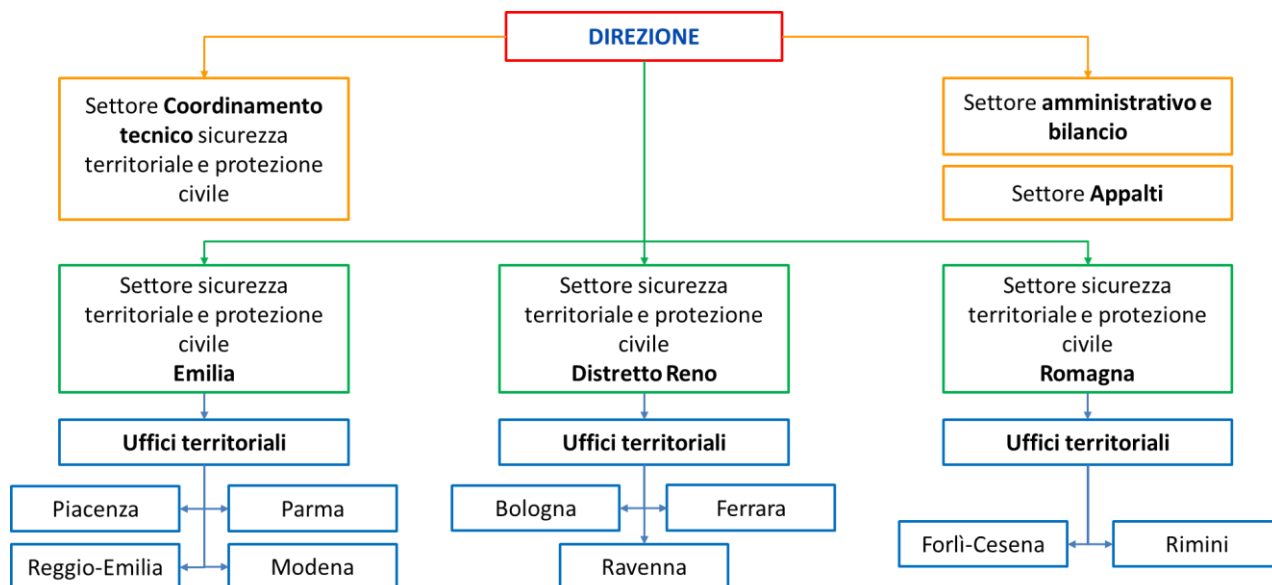 DIREZIONE
Settore Coordinamento
tecnico sicurezza
territoriale e protezione
civile
Settore amministrativo e
bilancio
Settore Appalti
Settore sicurezza
territoriale e protezione
civile
Emilia
Settore sicurezza
territoriale e protezione
civile
Distretto Reno
Settore sicurezza
territoriale e protezione
civile
Romagna
Uffici territoriali
Uffici territoriali
Uffici territoriali
Piacenza
Parma
Reggio-Emilia
Modena
Bologna
Ferrara
Ravenna
Forlì-Cesena
Rimini